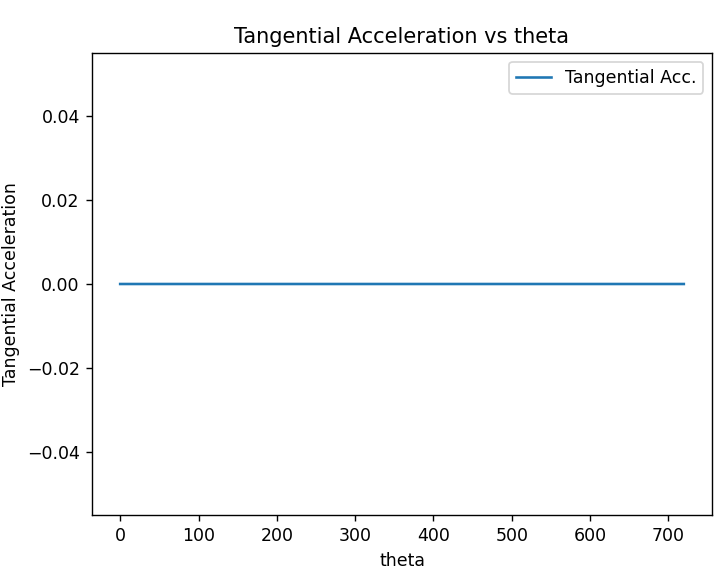 Tangential Acceleration vs theta
Tangential Acc.
Tangential Acceleration
0.04
0.02
0.00
−0.02
−0.04
0 100 200 300 400 500 600 700
theta